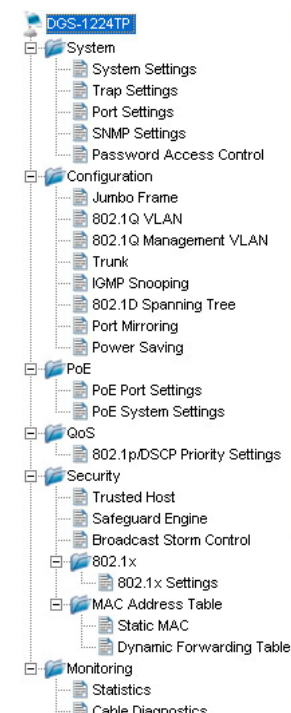 DGS-1224TP
System
System Settings
Trap Settings
Port Settings
SNMP Settings
Password Access Control
Configuration
Jumbo Frame
802.1Q VLAN
802.1Q Management VLAN
Trunk
IGMP Snooping
802.1D Spanning Tree
Port Mirroring
Power Saving
PoE
PoE Port Settings
PoE System Settings
QoS
802.1p/DSCP Priority Settings
Security
Trusted Host
Safeguard Engine
Broadcast Storm Control
802.1x
802.1x Settings
MAC Address Table
Static MAC
Dynamic Forwarding Table
Monitoring
Statistics
Cable Diagnostics